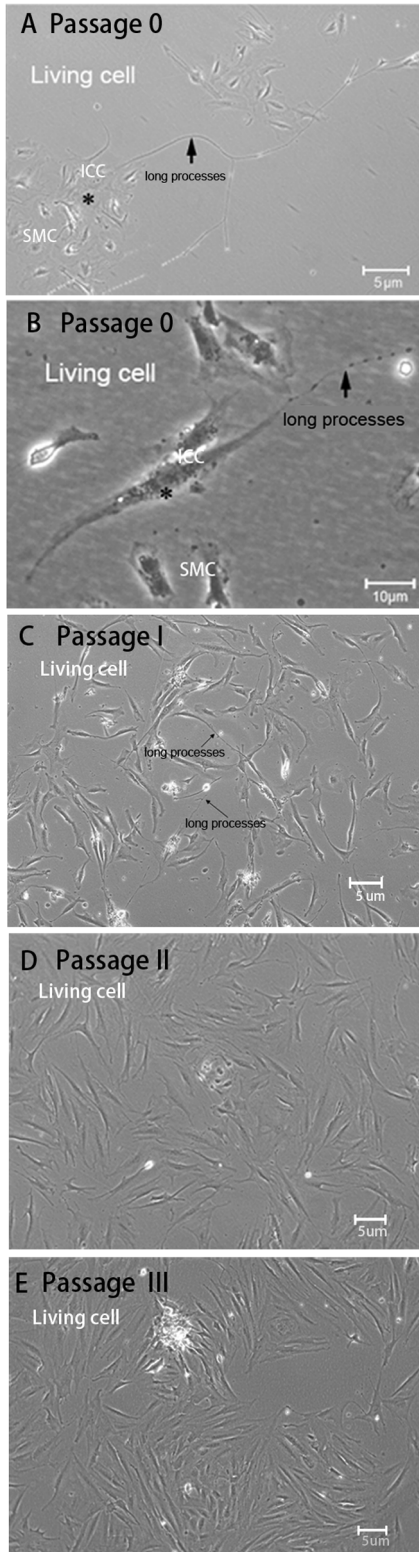 A Passage 0
Living cell
ICC
long processes
*
SMC
5μm
B Passage 0
Living cell
long processes
ICC
*
SMC
10μm
C Passage I
Living cell
long processes
long processes
5 um
D Passage II
Living cell
5um
E Passage III
Living cell
5um